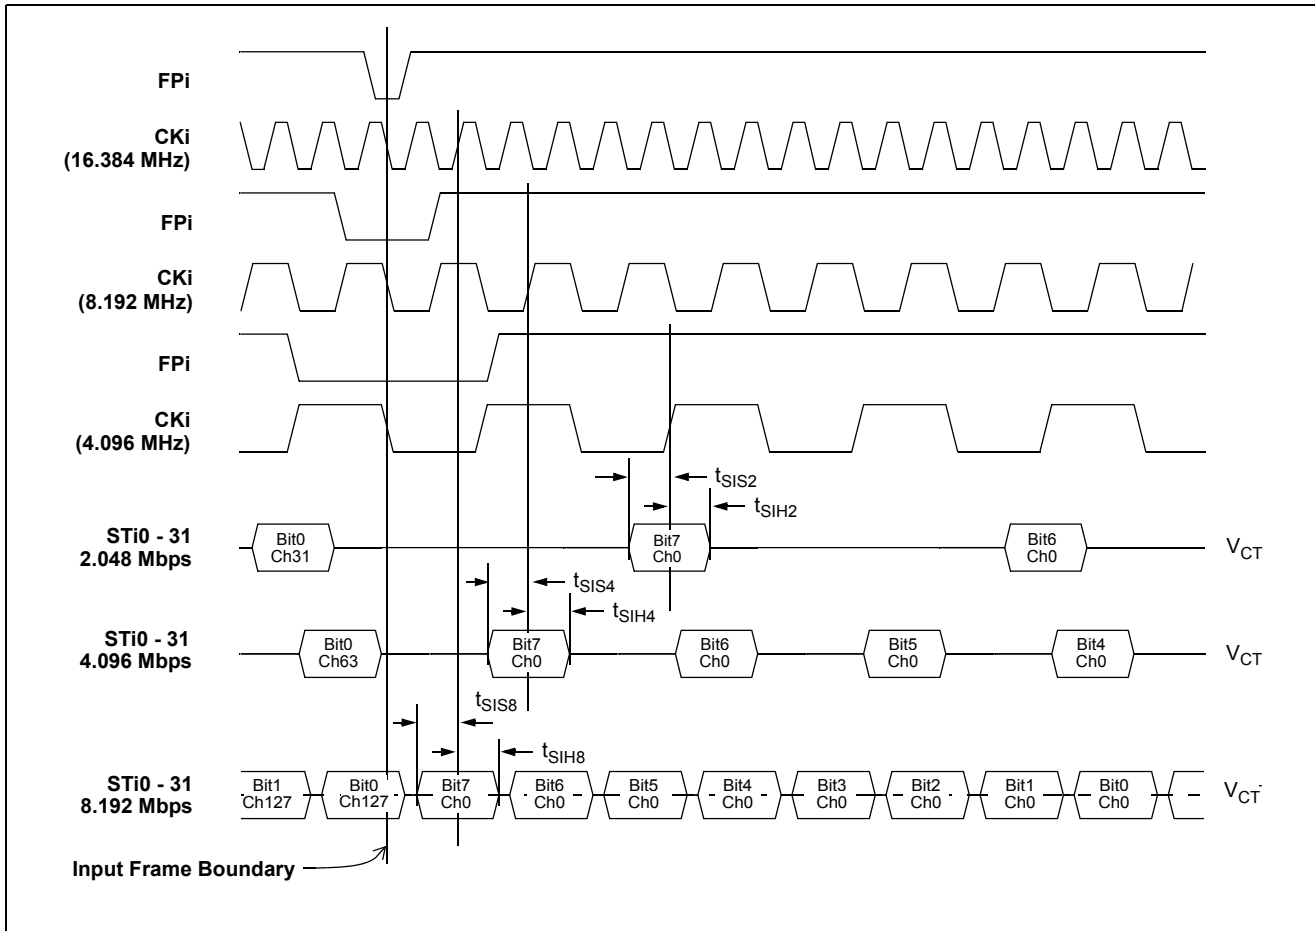 FPi
CKi
(16.384 MHz)
FPi
CKi
(8.192 MHz)
FPi
CKi
(4.096 MHz)
tSIS2
tSIH2
STi0 - 31
2.048 Mbps
Bit0
Ch31
Bit7
Ch0
Bit6
Ch0
VCT
tSIS4
tSIH4
STi0 - 31
4.096 Mbps
Bit0
Ch63
Bit7
Ch0
Bit6
Ch0
Bit5
Ch0
Bit4
Ch0
VCT
tSIS8
tSIH8
STi0 - 31
8.192 Mbps
Bit1
Ch127
Bit0
Ch127
Bit7
Ch0
Bit6
Ch0
Bit5
Ch0
Bit4
Ch0
Bit3
Ch0
Bit2
Ch0
Bit1
Ch0
Bit0
Ch0
VCT
Input Frame Boundary